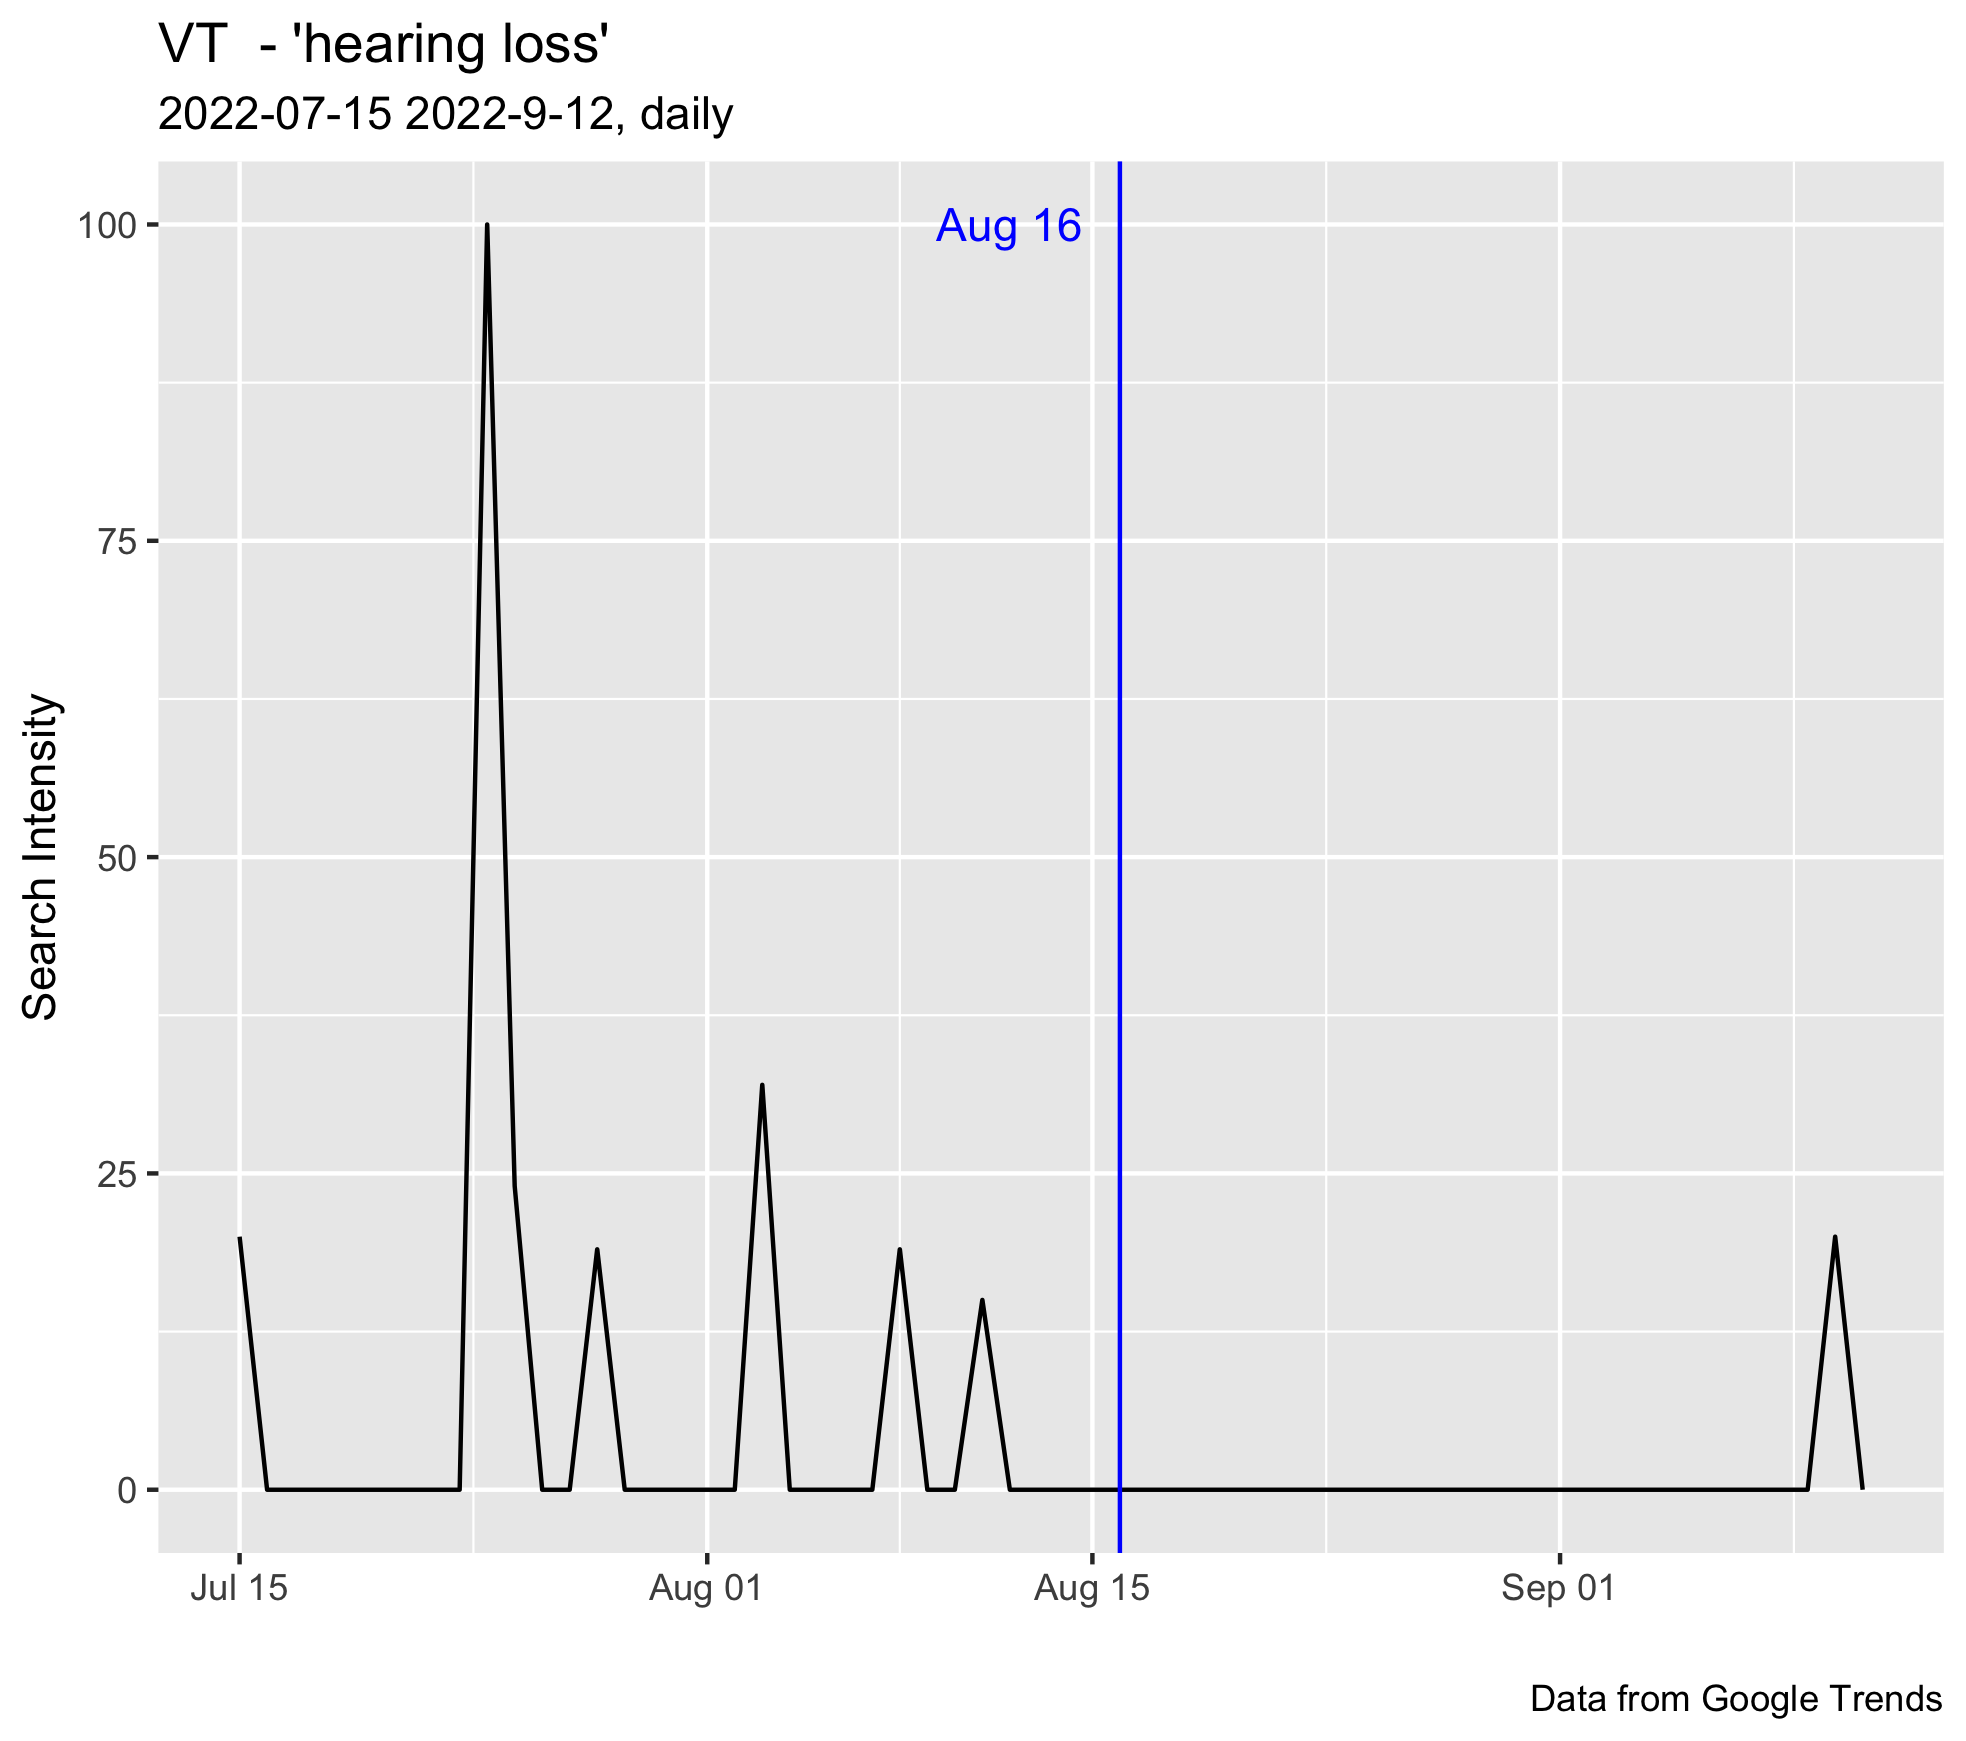 VT  - 'hearing loss'
2022-07-15 2022-9-12, daily
Aug 16
100
75
50
25
0
Search Intensity
Jul 15
Aug 01
Aug 15
Sep 01
Data from Google Trends